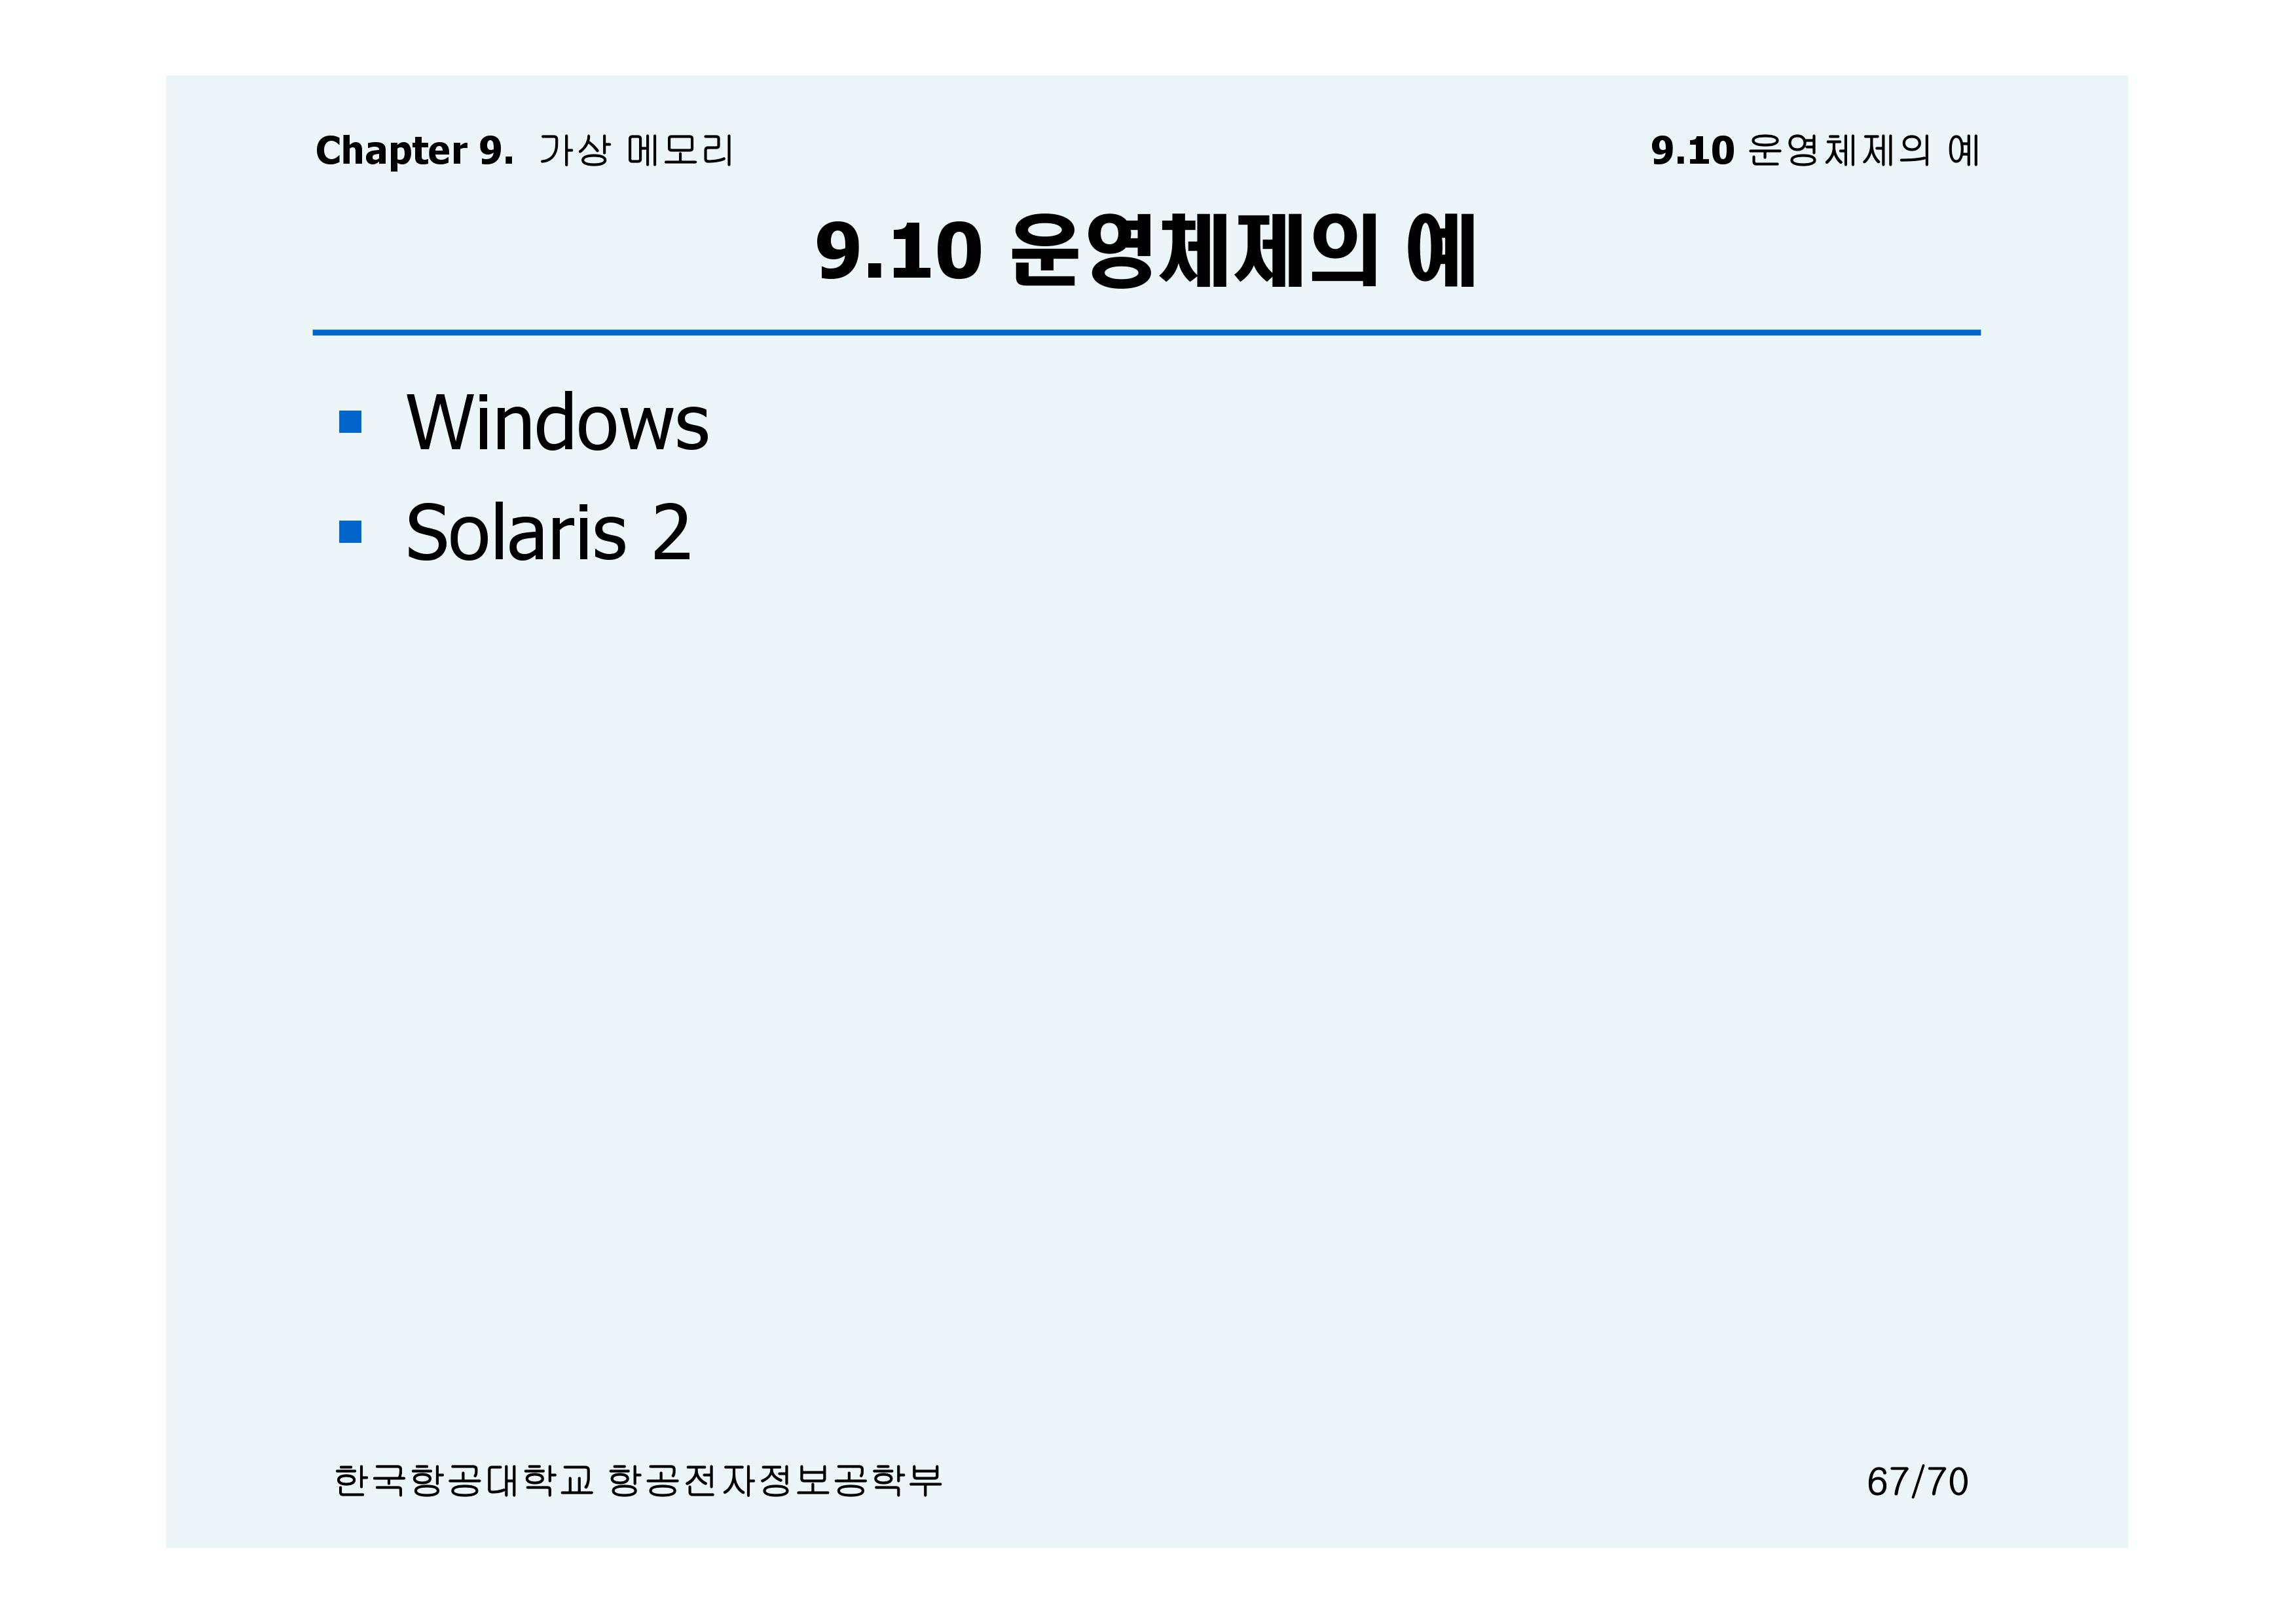 Chapter 9. 가상 메모리
9.10 운영체제의 예
9.10 운영체제의 예
Windows
Solaris 2
한국항공대학교 항공전자정보공학부
67/70